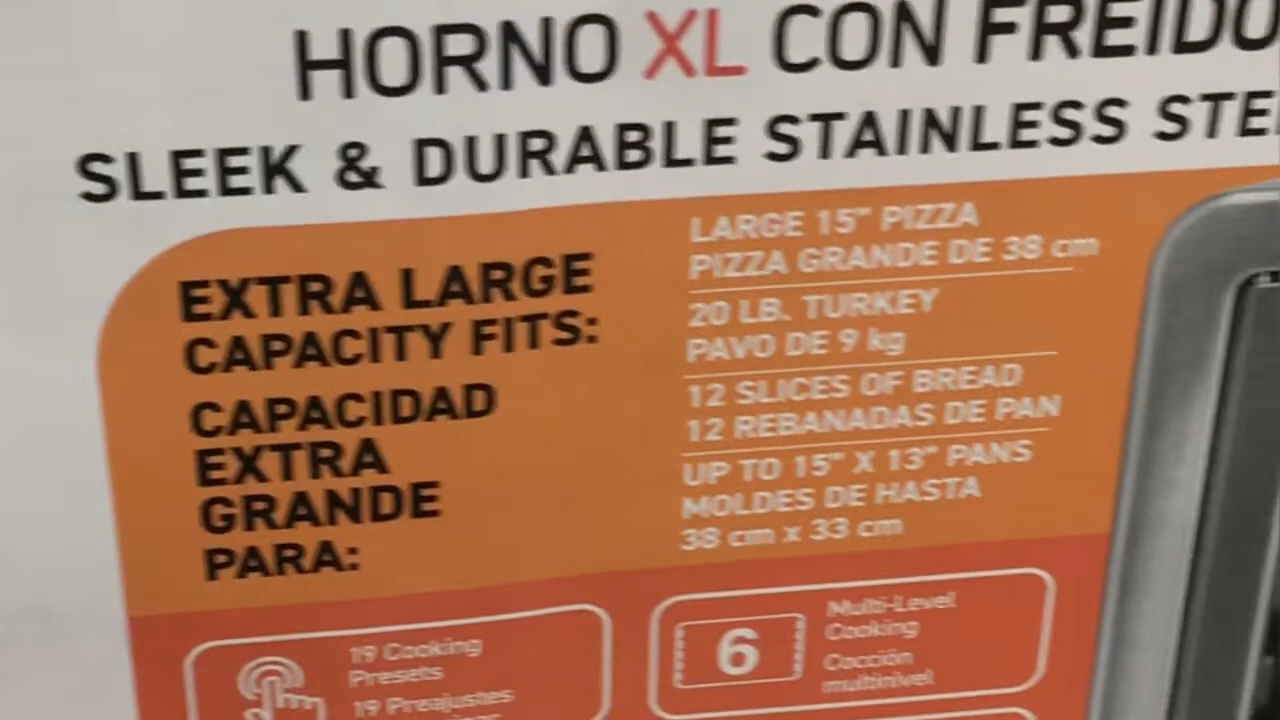 HORNO XL CON FREIDO
SLEEK & DURABLE STAINLESS STE
EXTRA LARGE
CAPACITY FITS:
CAPACIDAD
EXTRA
GRANDE
PARA:
LARGE 15" PIZZA
PIZZA GRANDE DE 38 cm
20 LB. TURKEY
PAVO DE 9 kg
12 SLICES OF BREAD
12 REBANADAS DE PAN
UP TO 15" X 13" PANS
MOLDES DE HASTA
38 cm x 33 cm
19 Cooking
Presets
19 Preajustes
6
Multi-Level
Cooking
Cocción
multinivel